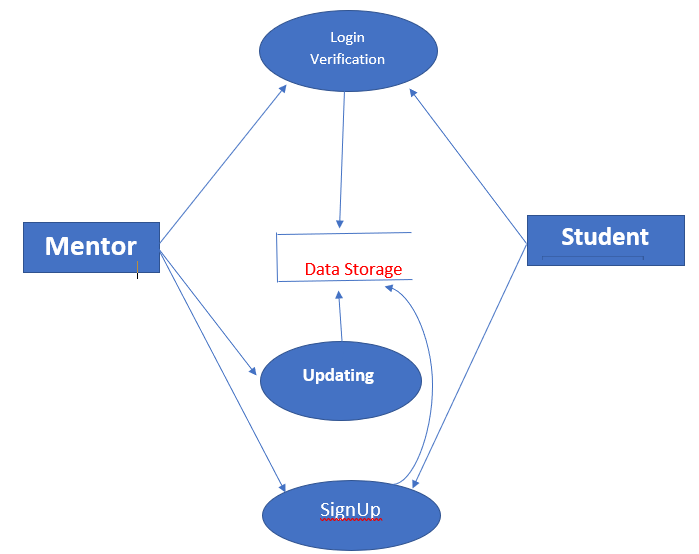 Login
Verification
Mentor
Student
Data Storage
Updating
SignUp